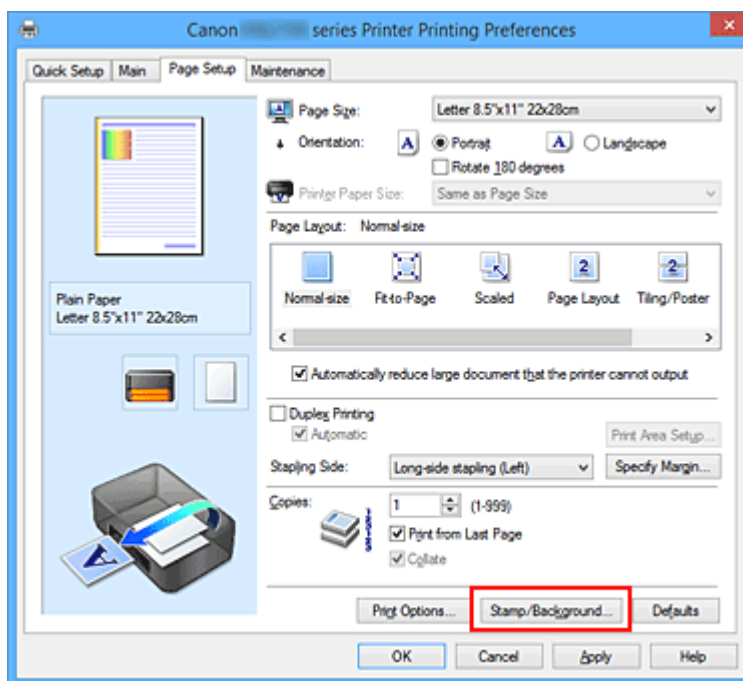 Canon series Printer Printing Preferences
Quick Setup Main Page Setup Maintenance
Page Size: Letter 8.5"x11" 22x28cm
Orientation: A Portrait A Landscape
Rotate 180 degrees
Printer Paper Size: Same as Page Size
Page Layout: Normal-size
2 2
Normal-size Fit-to-Page Scaled Page Layout Tiling/Poster
Plain Paper
Letter 8.5"x11" 22x28cm
Automatically reduce large document that the printer cannot output
Duplex Printing
Automatic Print Area Setup...
Stapling Side: Long-side stapling (Left) Specify Margin...
Copies: 1 (1-999)
Print from Last Page
Collate
A
Print Options... Stamp/Background... Defaults
OK Cancel Apply Help